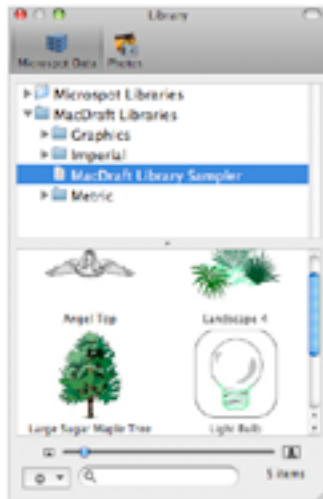 Library
Microspot Data Photos
Microspot Libraries
MacDraft Libraries
Graphics
Imperial
MacDraft Library Sampler
Metric
Angel Top Landscape 4
Large Sugar Maple Tree Light Bulb
5 items